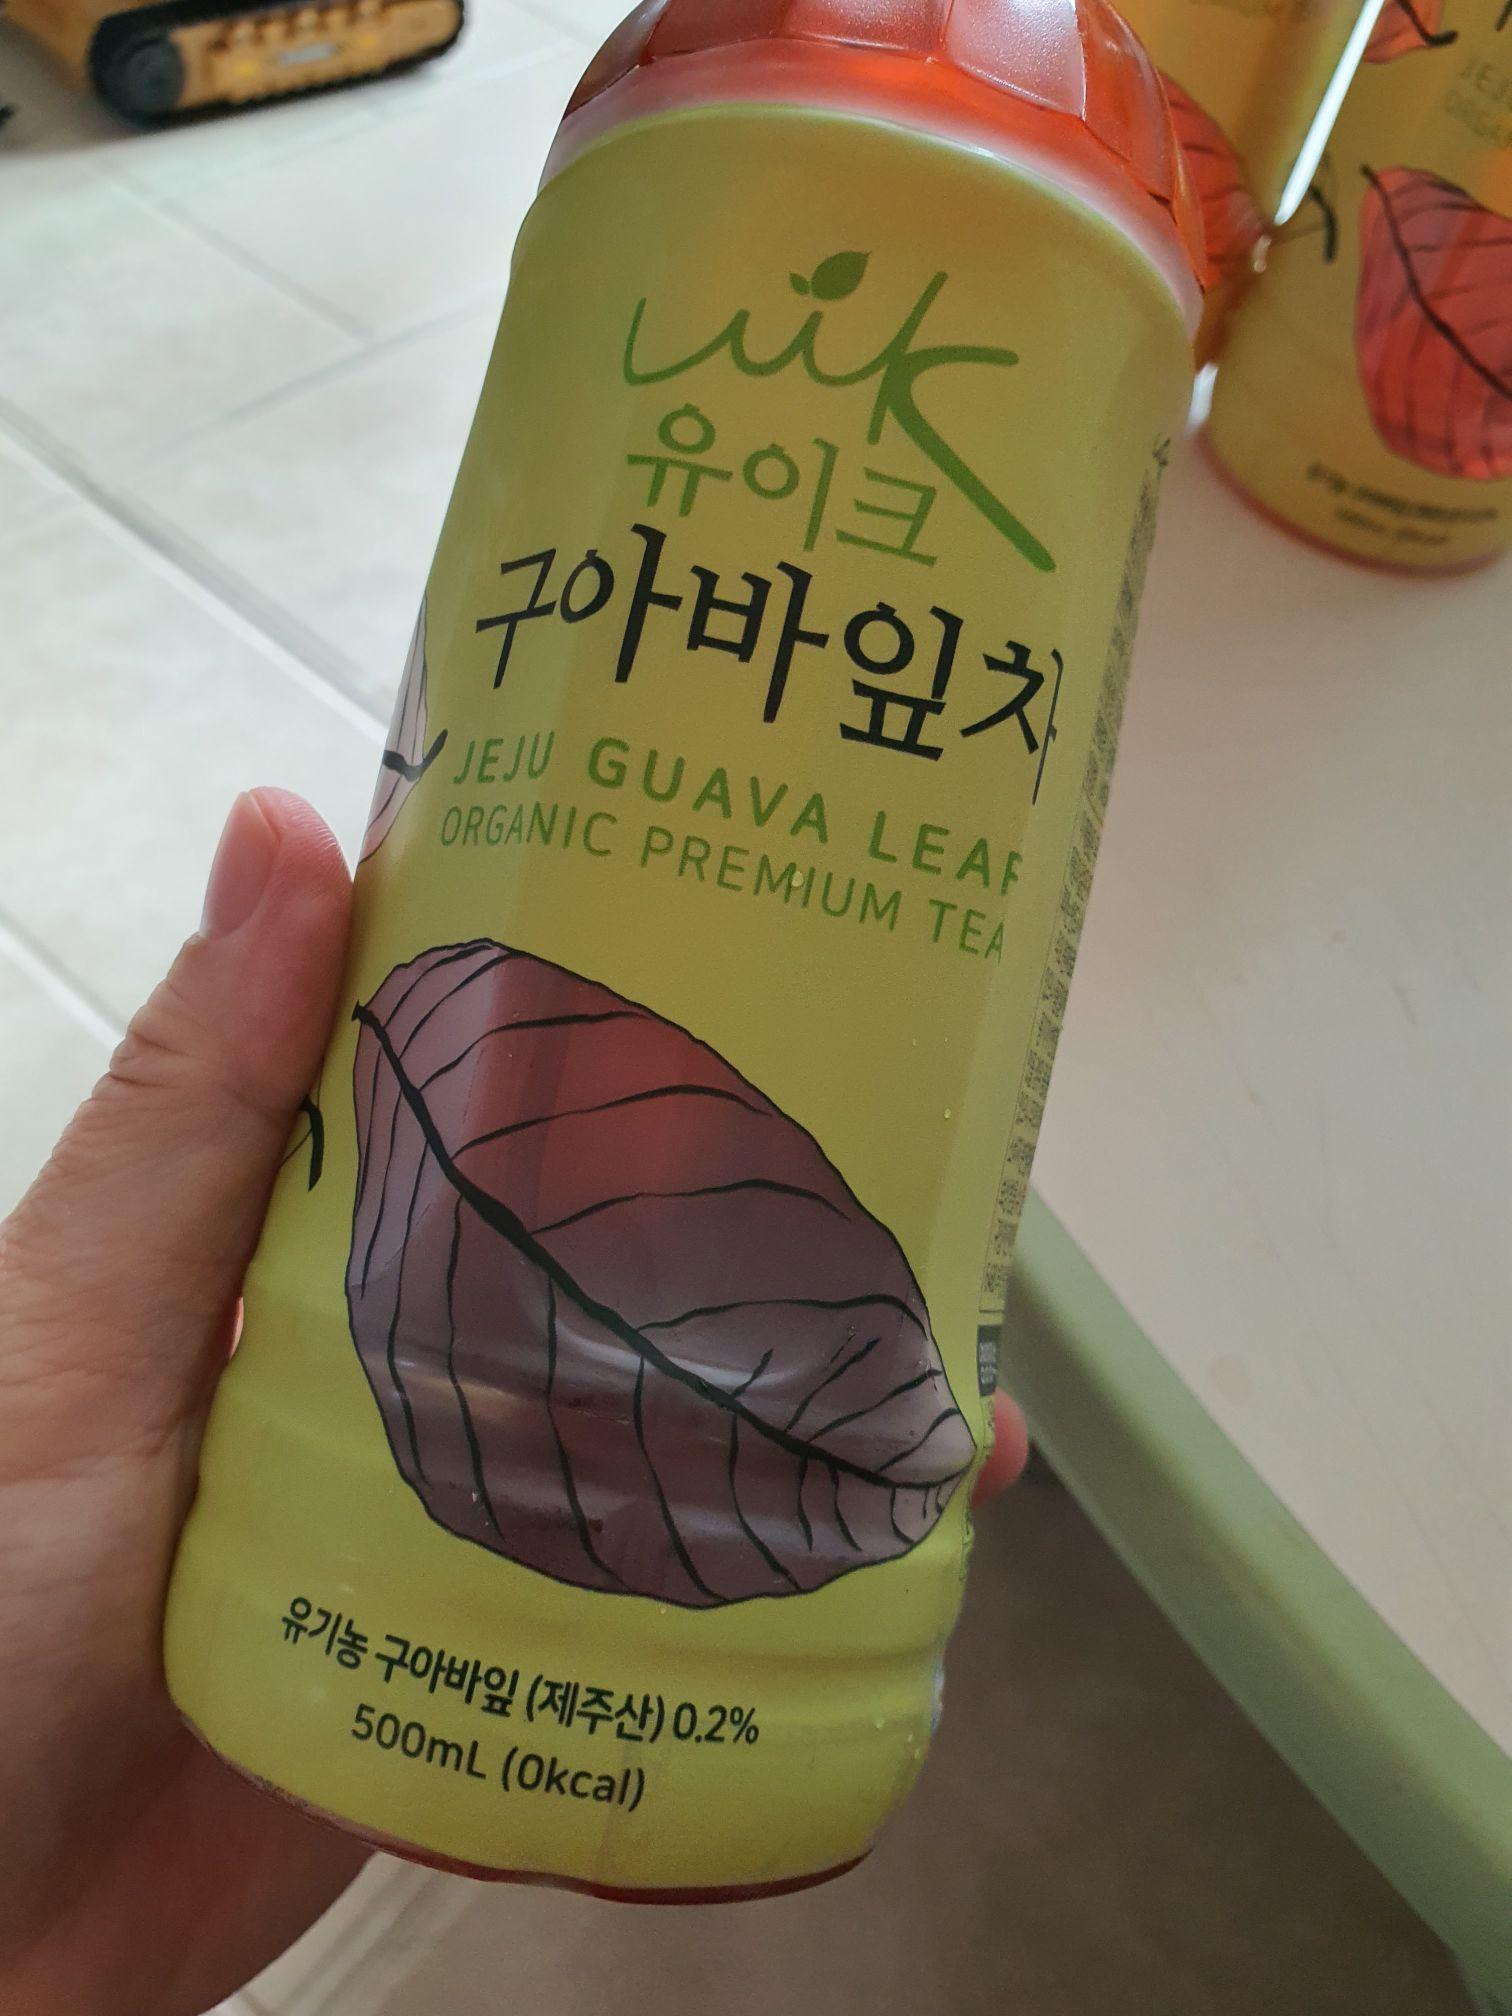 uik
유이크
구아바잎차
JEJU GUAVA LEAF
ORGANIC PREMIUM TEA
유기농 구아바잎 (제주산) 0.2%
500mL (0kcal)